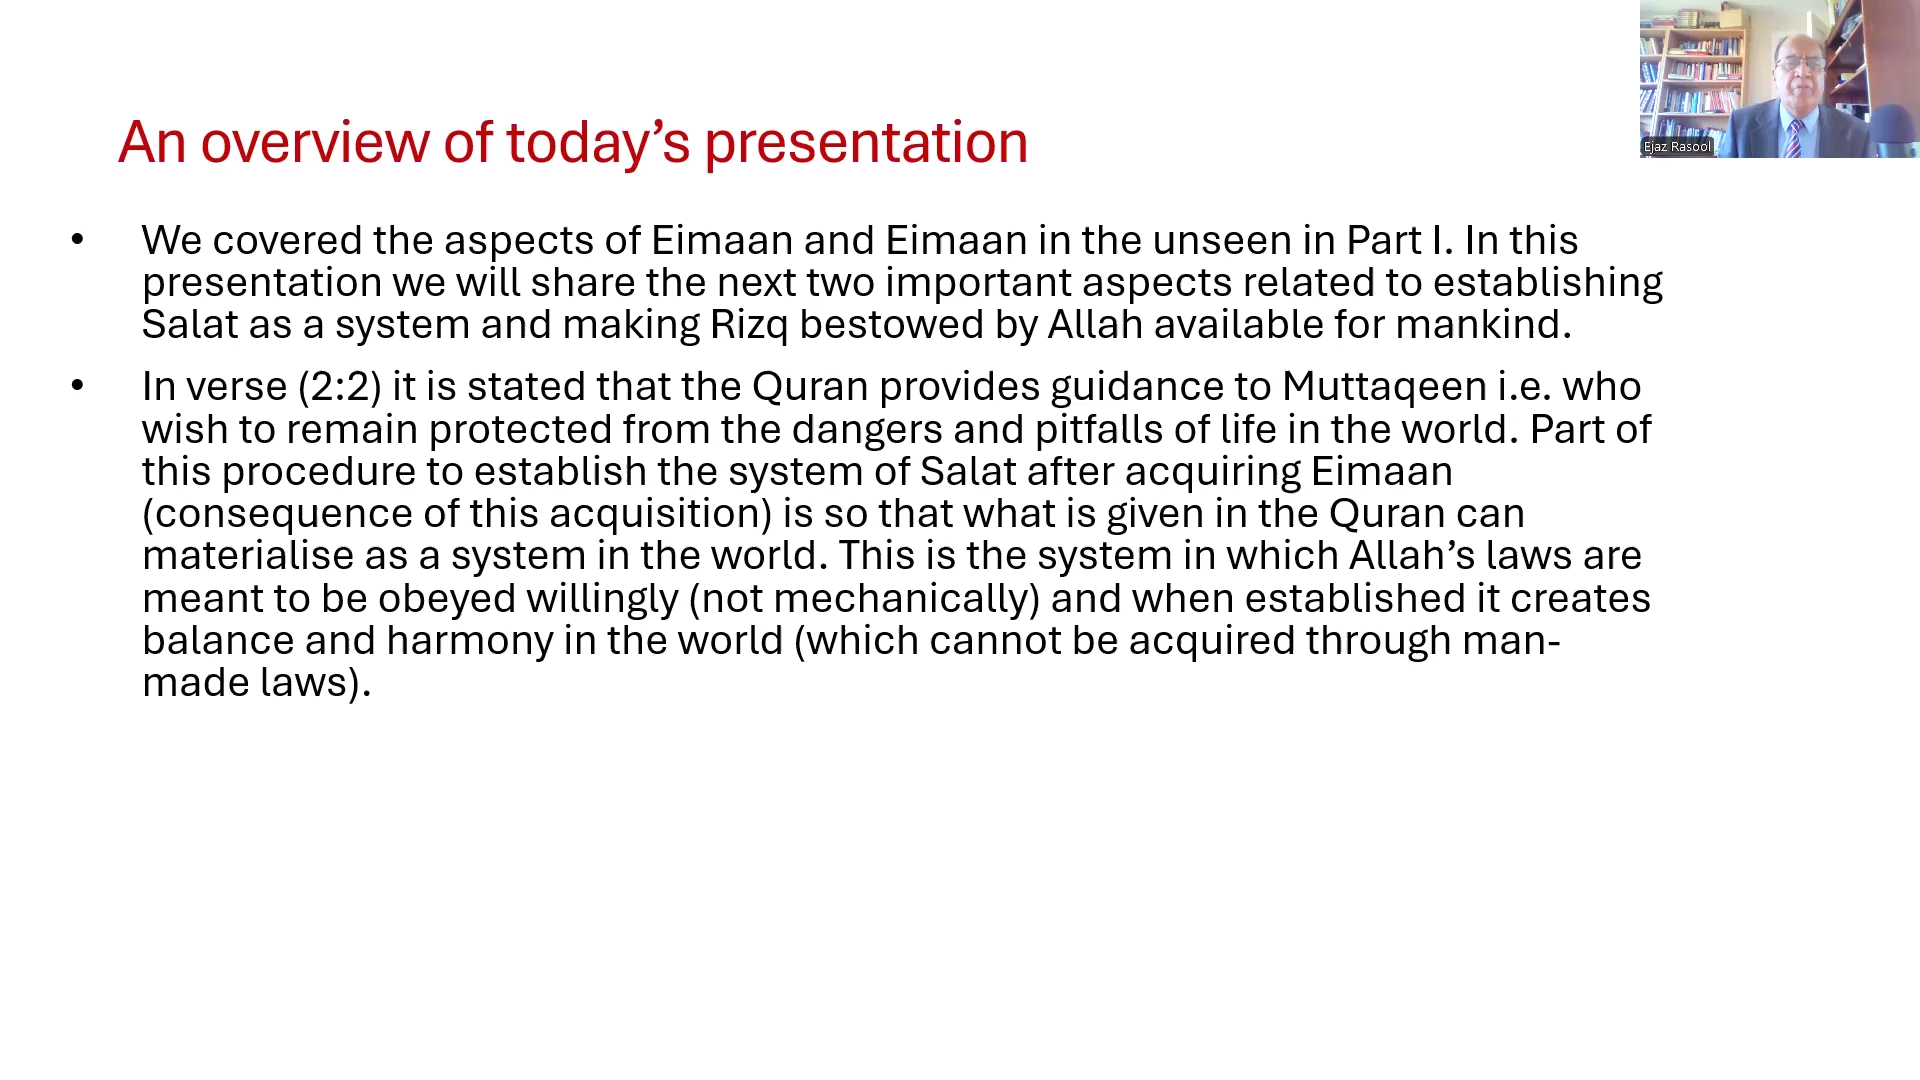 An overview of today’s presentation
• We covered the aspects of Eimaan and Eimaan in the unseen in Part I. In this
presentation we will share the next two important aspects related to establishing
Salat as a system and making Rizq bestowed by Allah available for mankind.
• In verse (2:2) it is stated that the Quran provides guidance to Muttaqeen i.e. who
wish to remain protected from the dangers and pitfalls of life in the world. Part of
this procedure to establish the system of Salat after acquiring Eimaan
(consequence of this acquisition) is so that what is given in the Quran can
materialise as a system in the world. This is the system in which Allah’s laws are
meant to be obeyed willingly (not mechanically) and when established it creates
balance and harmony in the world (which cannot be acquired through man-
made laws).
Ejaz Rasool